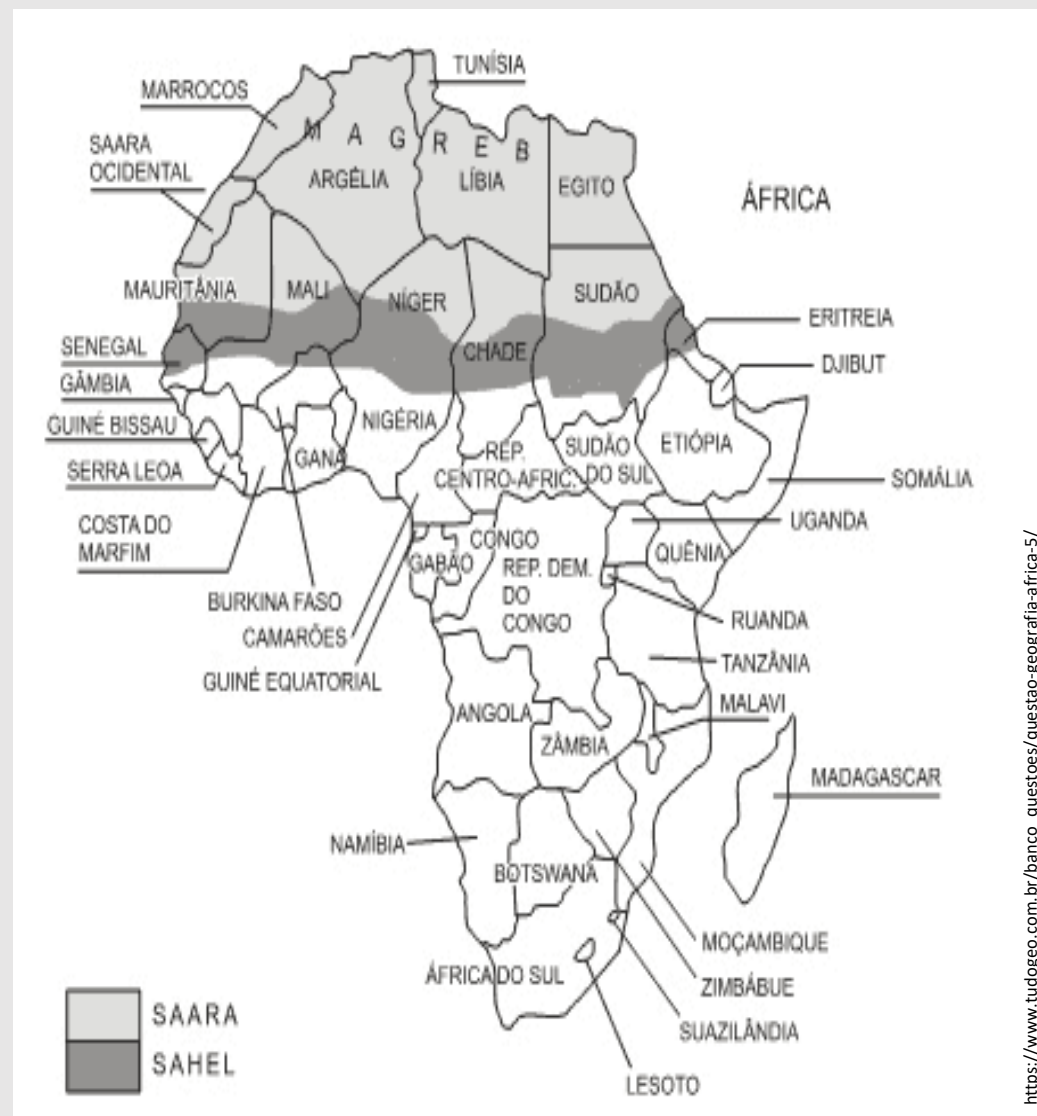 TUNÍSIA
MARROCOS
M A G R E B
SAARA
OCIDENTAL
ARGÉLIA
LÍBIA
EGITO
ÁFRICA
MAURITÂNIA
MALI
NÍGER
SUDÃO
ERITREIA
SENEGAL
CHADE
DJIBUT
GÂMBIA
GUINÉ BISSAU
NIGÉRIA
SERRA LEOA
GANA
RÉP.
CENTRO-AFRIC.
SUDÃO
DO SUL
ETIÓPIA
SOMÁLIA
COSTA DO
MARFIM
UGANDA
CONGO
QUÊNIA
GABÃO
REP. DEM.
DO
CONGO
BURKINA FASO
RUANDA
CAMARÕES
TANZÂNIA
GUINÉ EQUATORIAL
MALAVI
ANGOLA
ZÂMBIA
MADAGASCAR
NAMÍBIA
BOTSWANA
MOÇAMBIQUE
ÁFRICA DO SUL
ZIMBÁBUE
SUAZILÂNDIA
LESOTO
SAARA
SAHEL
https://www.tudogeo.com.br/banco_questoes/questao-geografia-africa-5/